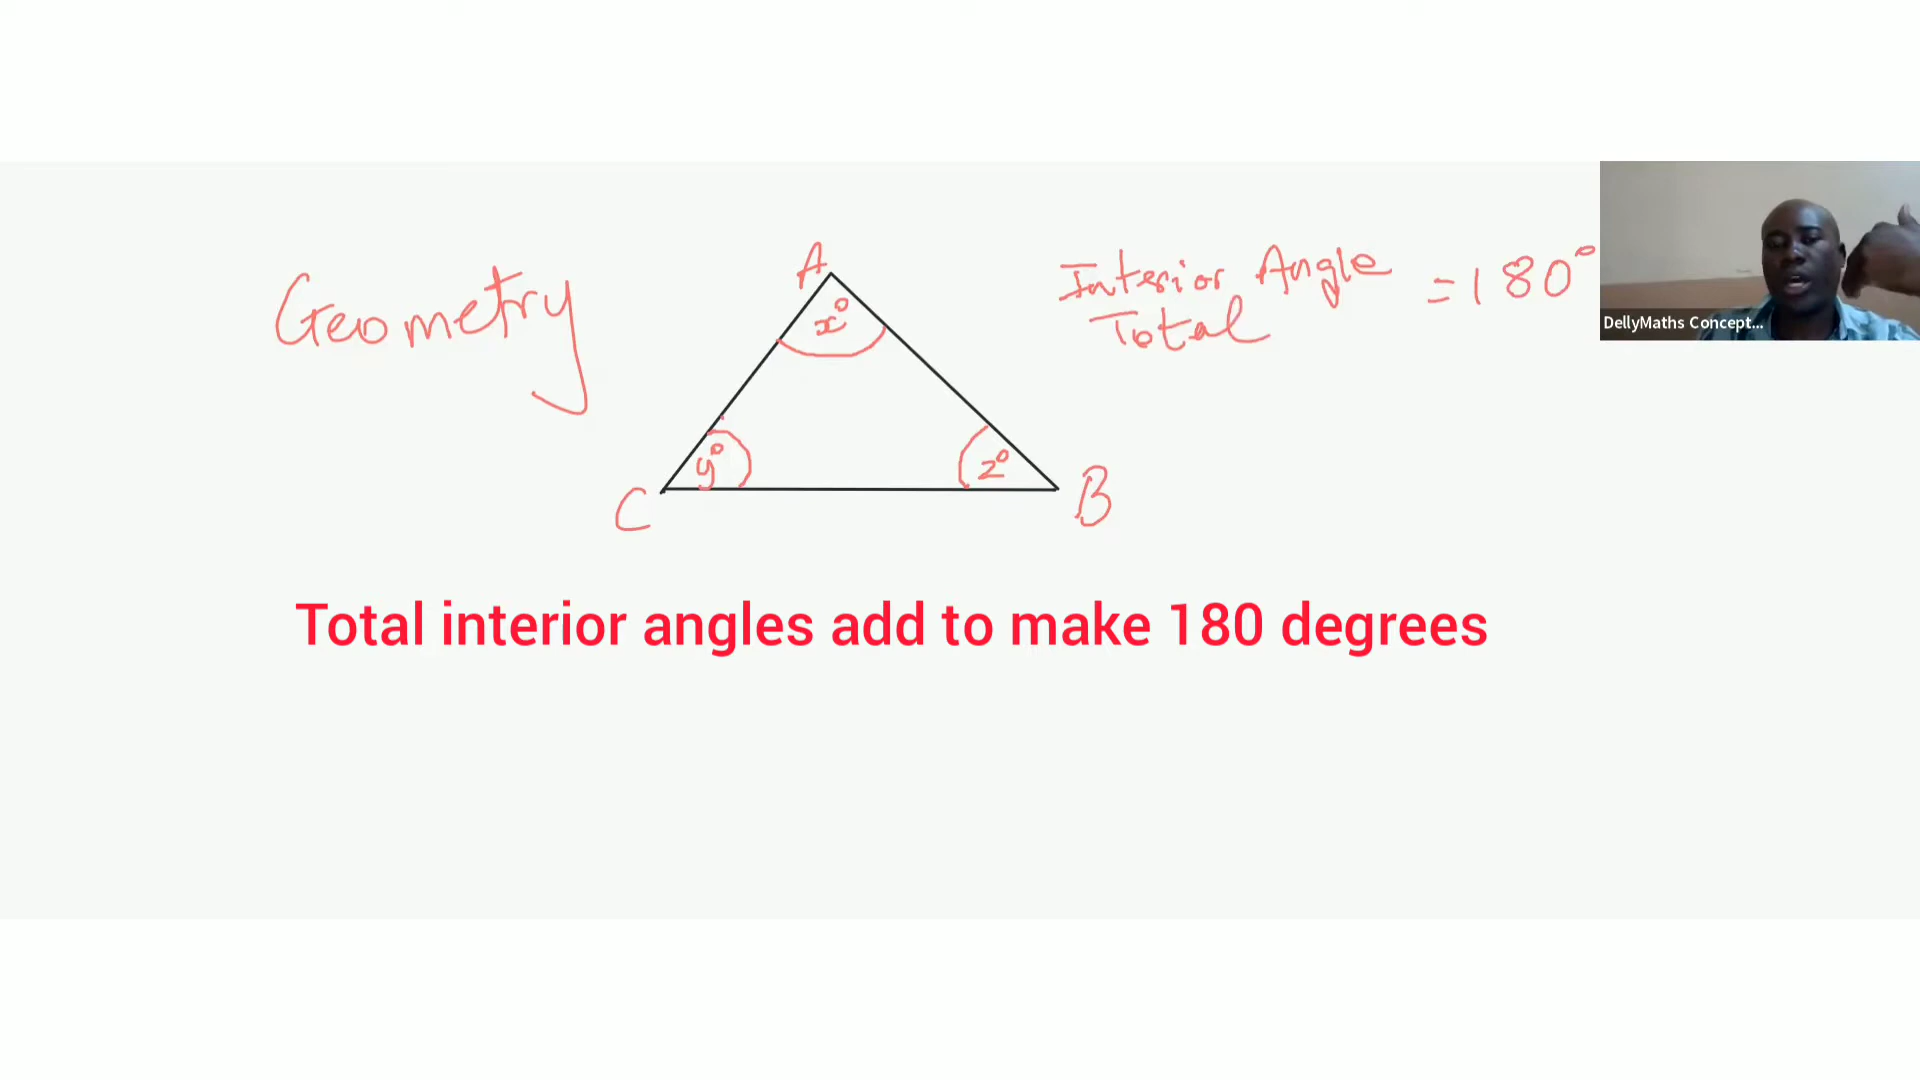 Geometry
A
x°
y°
z°
C
B
Interior Angle
Total
= 180°
DellyMaths Concept...
Total interior angles add to make 180 degrees